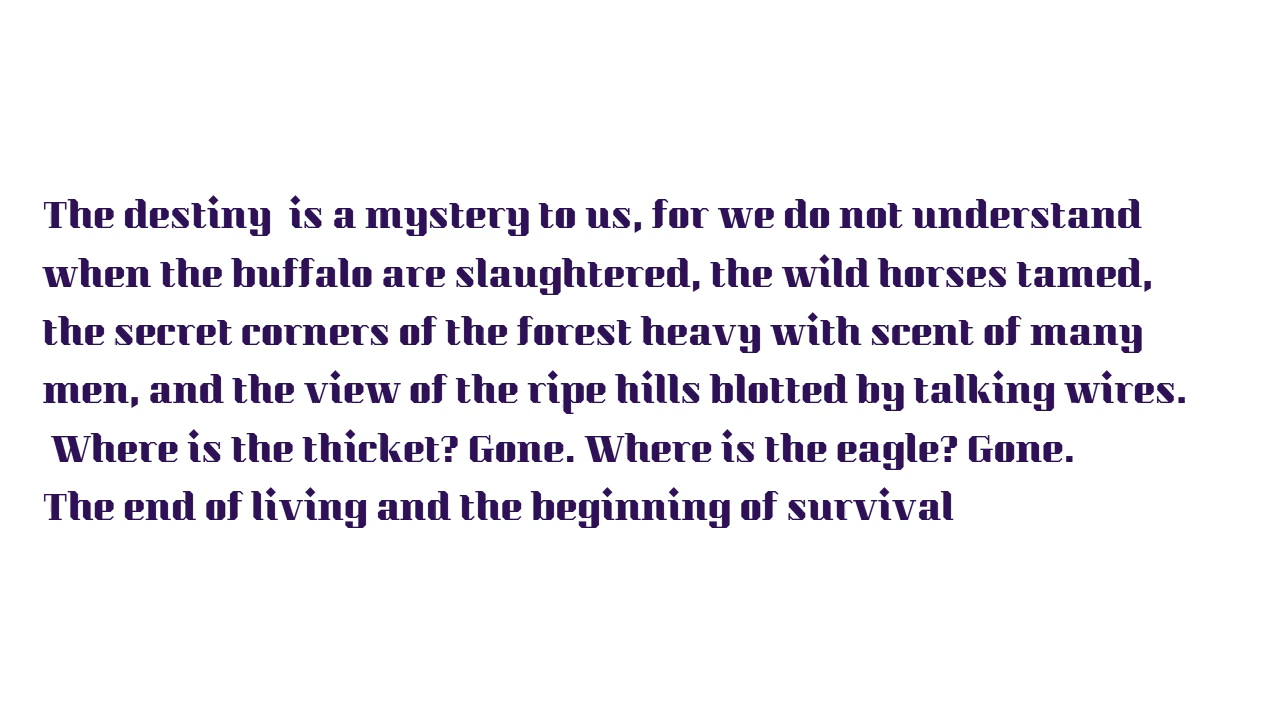 The destiny  is a mystery to us, for we do not understand
when the buffalo are slaughtered, the wild horses tamed,
the secret corners of the forest heavy with scent of many
men, and the view of the ripe hills blotted by talking wires.
Where is the thicket? Gone. Where is the eagle? Gone.
The end of living and the beginning of survival